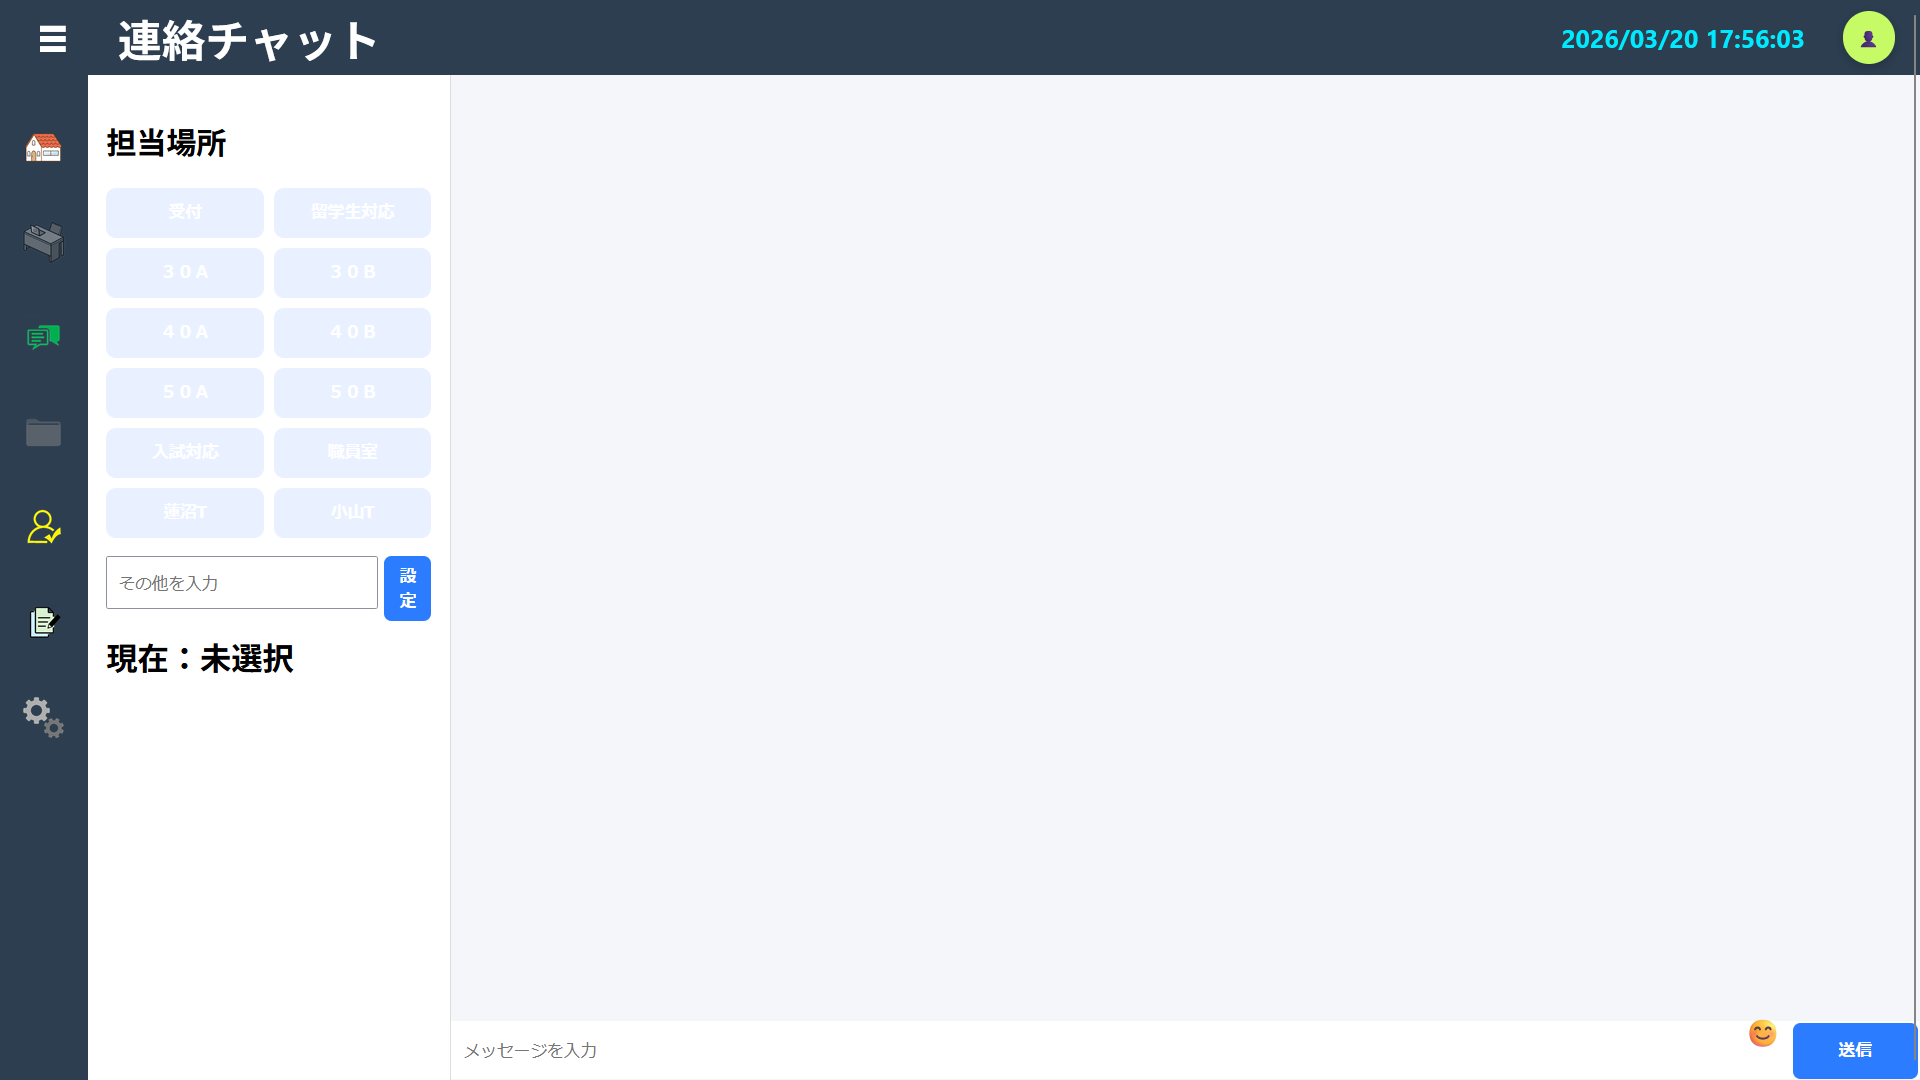 連絡チャット
2026/03/20 17:56:03
担当場所
受付
留学生対応
３０A
３０B
４０A
４０B
５０A
５０B
入試対応
職員室
蓮沼T
小山T
その他を入力
設
定
現在：未選択
メッセージを入力
送信